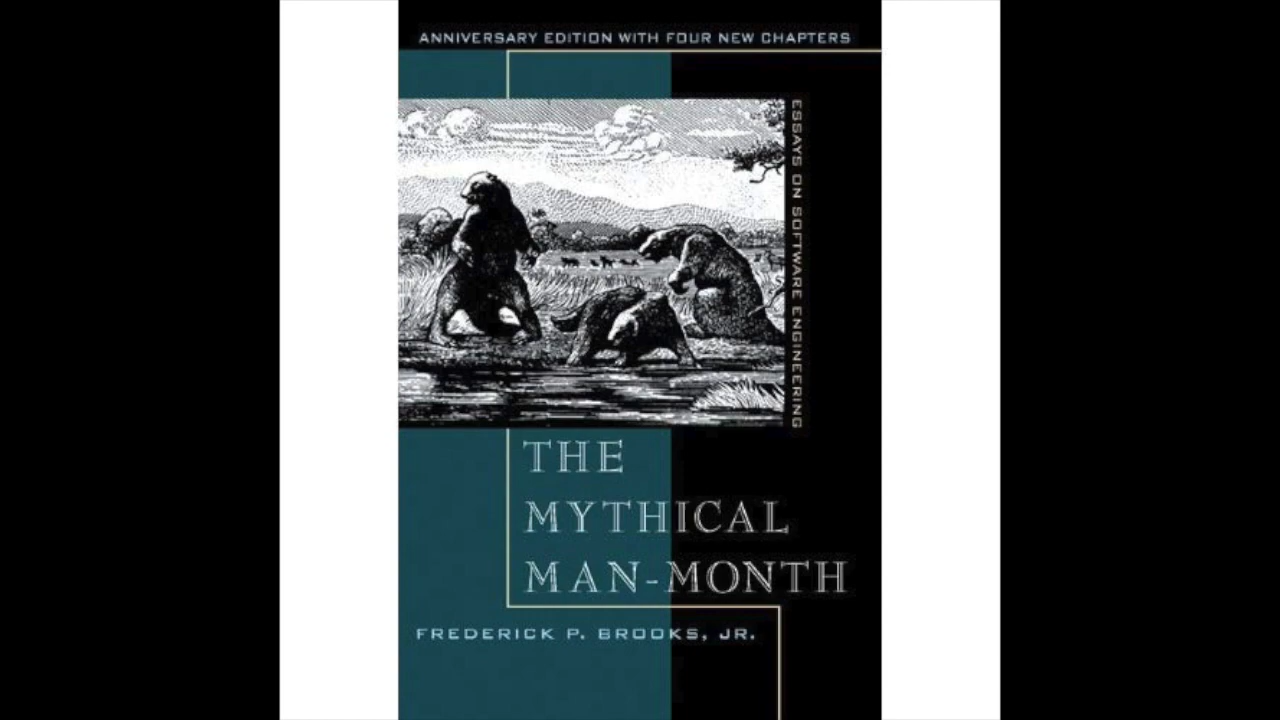 ANNIVERSARY EDITION WITH FOUR NEW CHAPTERS
ESSAYS ON SOFTWARE ENGINEERING
THE
MYTHICAL
MAN-MONTH
FREDERICK P. BROOKS, JR.